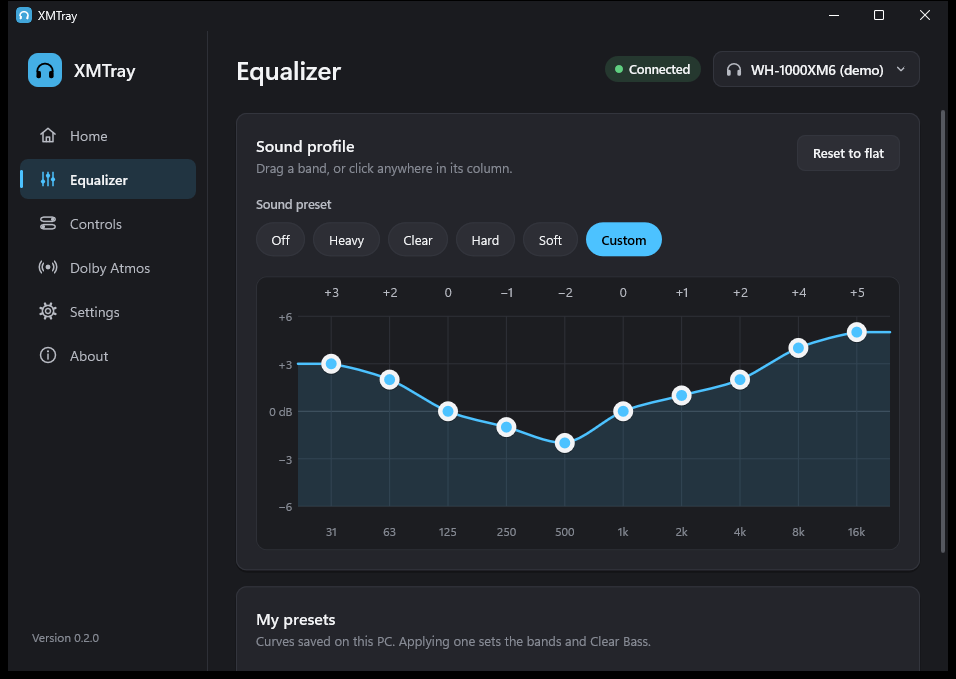 XMTray
XMTray
Home
Equalizer
Controls
Dolby Atmos
Settings
About
Version 0.2.0
Equalizer
Connected
WH-1000XM6 (demo)
Sound profile
Drag a band, or click anywhere in its column.
Reset to flat
Sound preset
Off Heavy Clear Hard Soft Custom
+3 +2 0 −1 −2 0 +1 +2 +4 +5
+6
+3
0 dB
−3
−6
31 63 125 250 500 1k 2k 4k 8k 16k
My presets
Curves saved on this PC. Applying one sets the bands and Clear Bass.